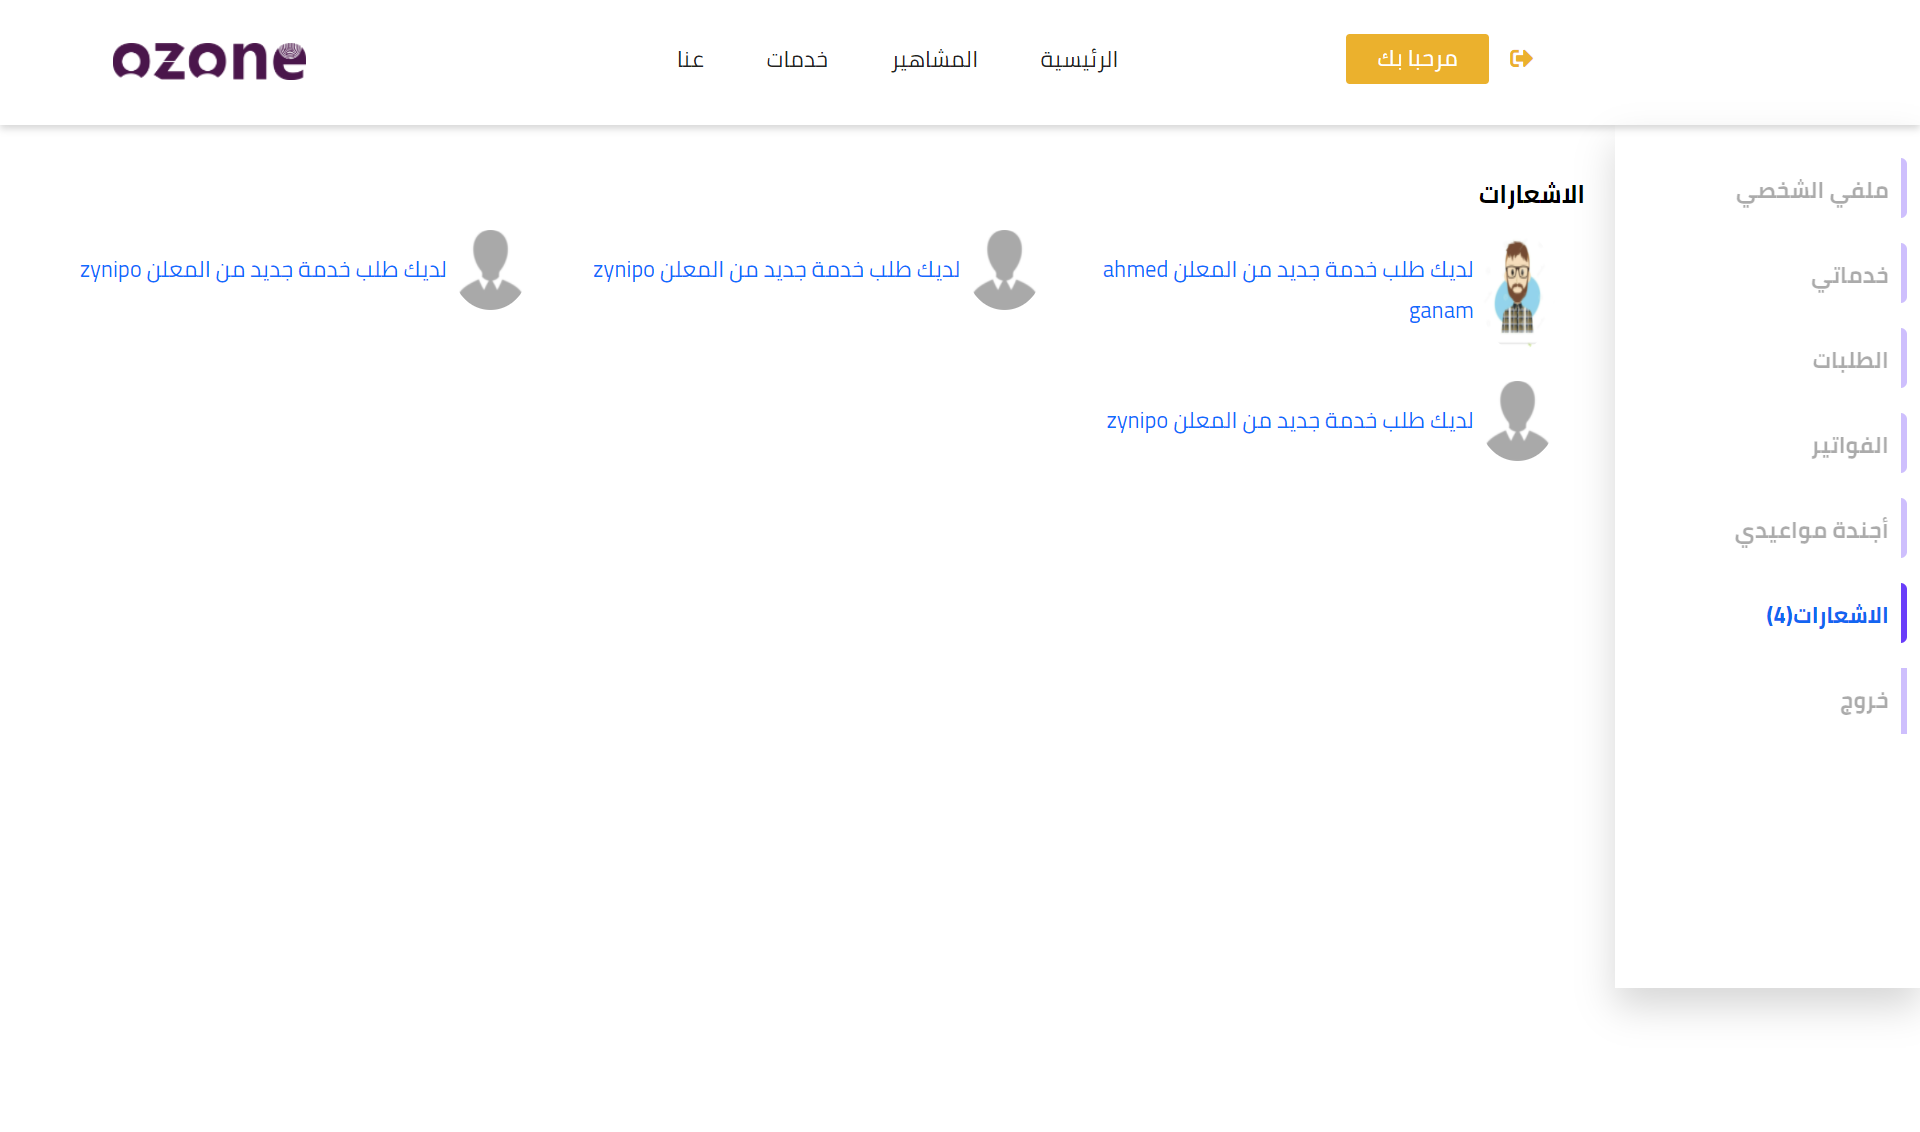 ozone
مرحبا بك
الرئيسية
المشاهير
خدمات
عنا
ملفي الشخصي
خدماتي
الطلبات
الفواتير
أجندة مواعيدي
الاشعارات(4)
خروج
الاشعارات
لديك طلب خدمة جديد من المعلن ahmed
ganam
لديك طلب خدمة جديد من المعلن zynipo
لديك طلب خدمة جديد من المعلن zynipo
لديك طلب خدمة جديد من المعلن zynipo